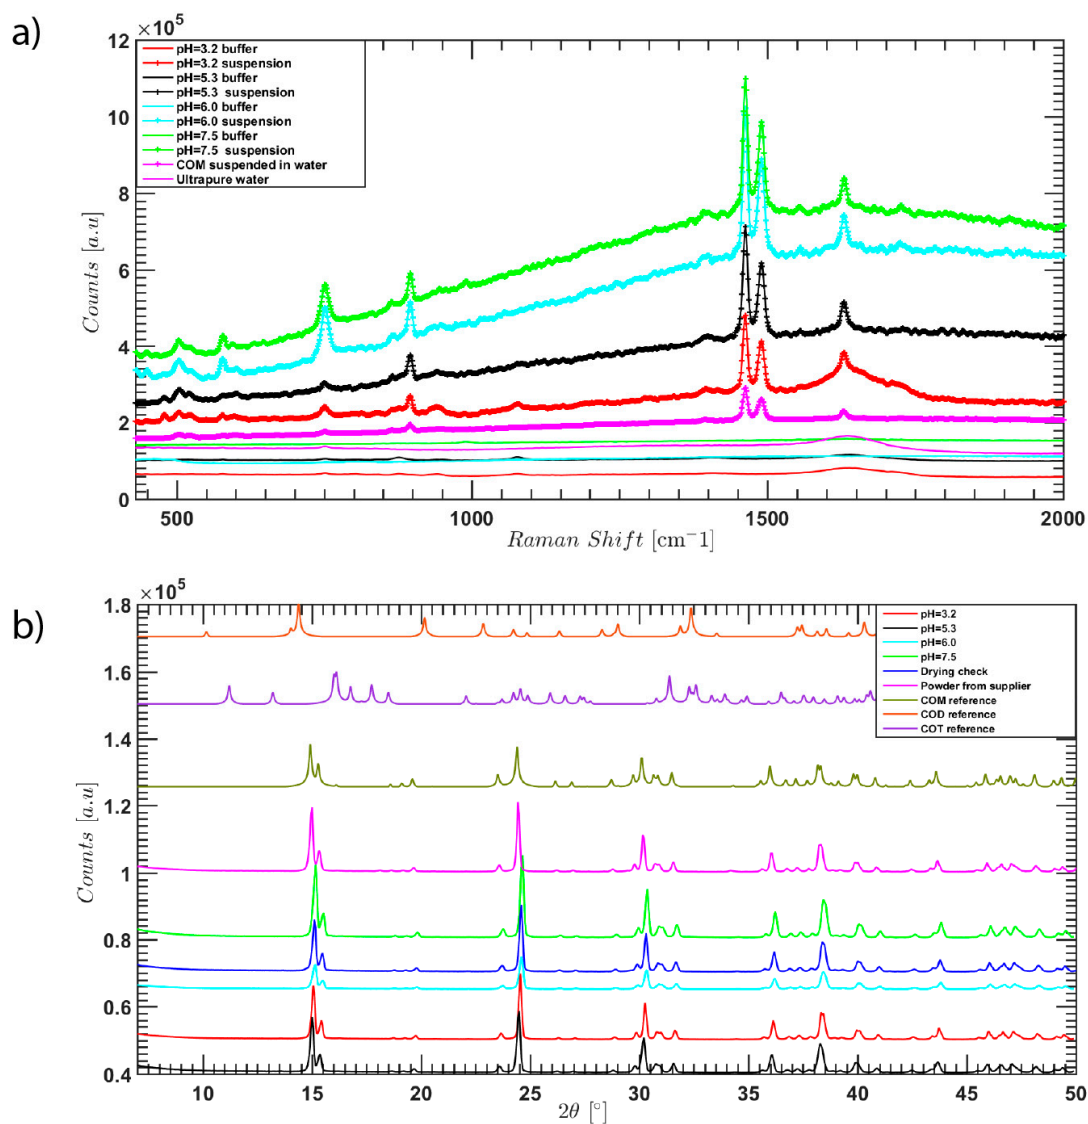 a)
×10⁵
12
10
8
6
4
2
0
Counts [a.u]
pH=3.2 buffer
pH=3.2 suspension
pH=5.3 buffer
pH=5.3 suspension
pH=6.0 buffer
pH=6.0 suspension
pH=7.5 buffer
pH=7.5 suspension
COM suspended in water
Ultrapure water
500 1000 1500 2000
Raman Shift [cm−1]
b)
×10⁵
1.8
1.6
1.4
1.2
1
0.8
0.6
0.4
Counts [a.u]
pH=3.2
pH=5.3
pH=6.0
pH=7.5
Drying check
Powder from supplier
COM reference
COD reference
COT reference
10 15 20 25 30 35 40 45 50
2θ [°]